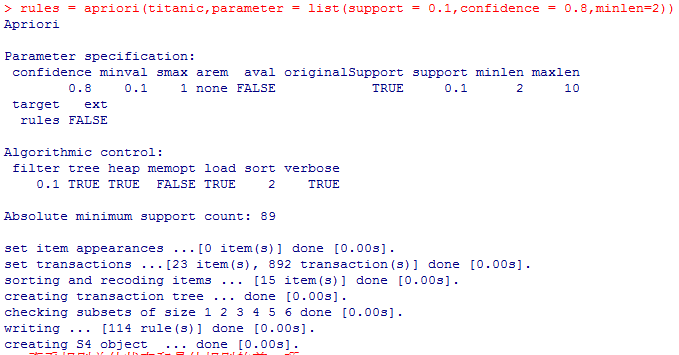 > rules = apriori(titanic,parameter = list(support = 0.1,confidence = 0.8,minlen=2))
Apriori
Parameter specification:
confidence minval smax arem aval originalSupport support minlen maxlen
0.8 0.1 1 none FALSE TRUE 0.1 2 10
target ext
rules FALSE
Algorithmic control:
filter tree heap memopt load sort verbose
0.1 TRUE TRUE FALSE TRUE 2 TRUE
Absolute minimum support count: 89
set item appearances ...[0 item(s)] done [0.00s].
set transactions ...[23 item(s), 892 transaction(s)] done [0.00s].
sorting and recoding items ... [15 item(s)] done [0.00s].
creating transaction tree ... done [0.00s].
checking subsets of size 1 2 3 4 5 6 done [0.00s].
writing ... [114 rule(s)] done [0.00s].
creating S4 object ... done [0.00s].